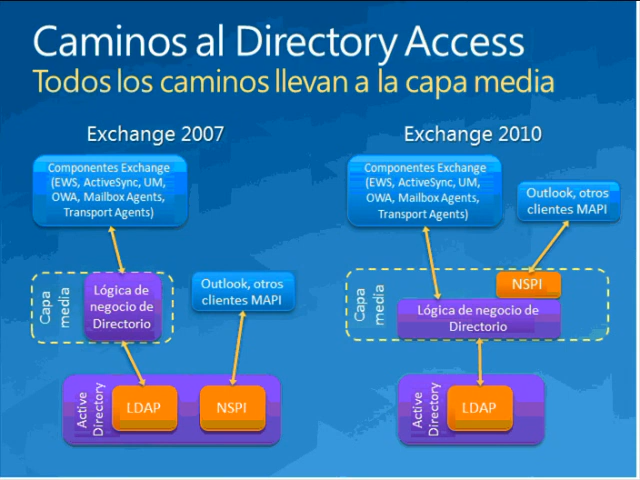 Caminos al Directory Access
Todos los caminos llevan a la capa media
Exchange 2007
Componentes Exchange
(EWS, ActiveSync, UM,
OWA, Mailbox Agents,
Transport Agents)
Capa
media
Lógica de
negocio de
Directorio
Outlook, otros
clientes MAPI
Active
Directory
LDAP
NSPI
Exchange 2010
Componentes Exchange
(EWS, ActiveSync, UM,
OWA, Mailbox Agents,
Transport Agents)
Outlook, otros
clientes MAPI
Capa
media
NSPI
Lógica de negocio de
Directorio
Active
Directory
LDAP